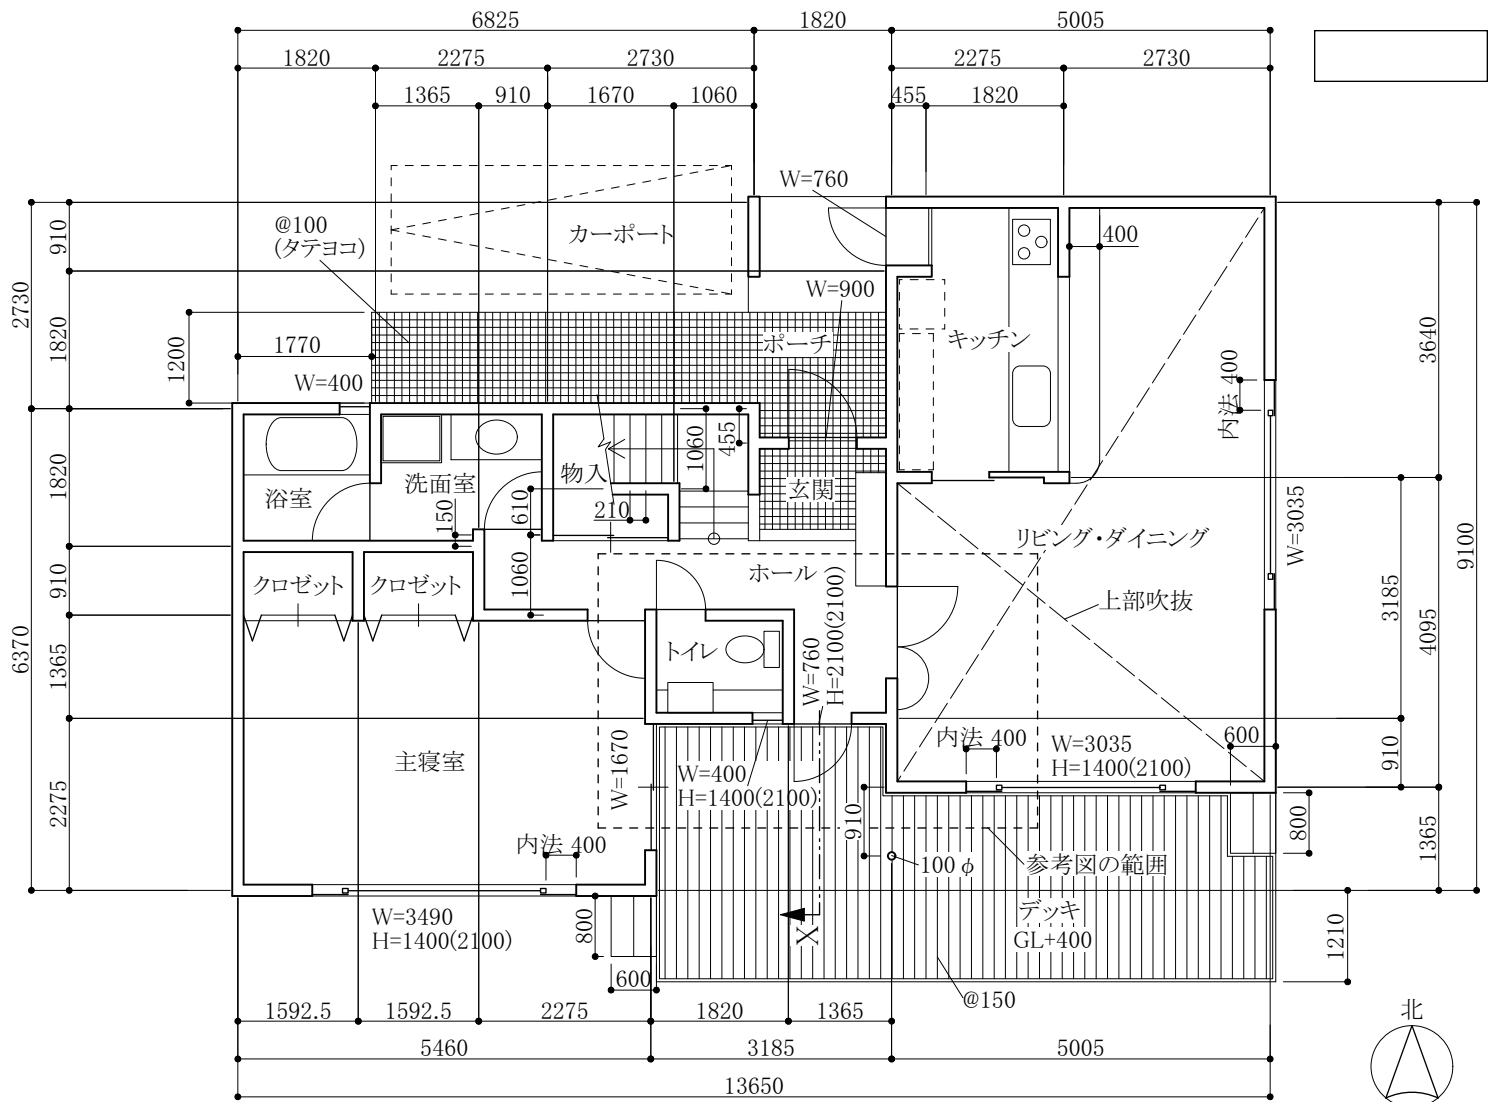 6825
1820
5005
1820
2275
2730
2275
2730
1365
910
1670
1060
455
1820
W=760
@100
(タテヨコ)
カーポート
400
910
2730
1820
W=900
ポーチ
キッチン
3640
1200
1770
W=400
内法 400
1060
455
物入
洗面室
浴室
玄関
1820
610
210
150
リビング・ダイニング
W=3035
9100
ホール
クロゼット
クロゼット
910
1060
上部吹抜
3185
4095
6370
1365
トイレ
W=760
H=2100(2100)
主寝室
W=1670
W=400
H=1400(2100)
内法 400
W=3035
H=1400(2100)
600
910
2275
910
800
1365
内法 400
100φ
参考図の範囲
デッキ
GL+400
W=3490
H=1400(2100)
800
X
1210
600
@150
1592.5
1592.5
2275
1820
1365
北
5460
3185
5005
13650